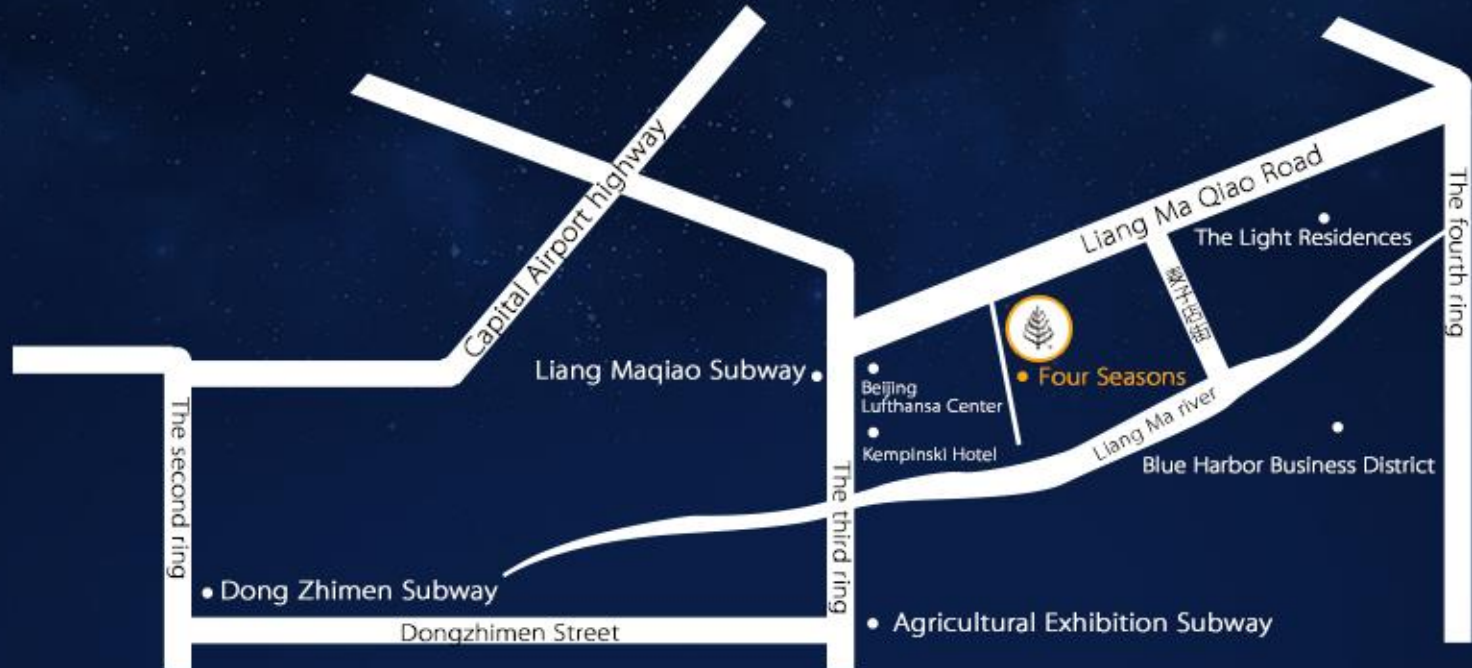 Capital Airport highway
Liang Ma Qiao Road
The Light Residences
The fourth ring
Liang Maqiao Subway
Beijing
Lufthansa Center
Four Seasons
Kempinski Hotel
Liang Ma river
Blue Harbor Business District
The second ring
The third ring
Dong Zhimen Subway
Dongzhimen Street
Agricultural Exhibition Subway